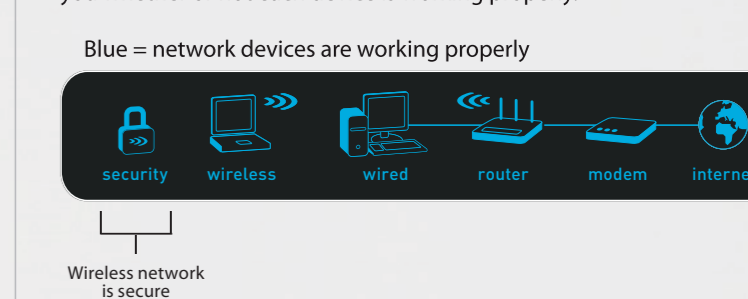 Blue = network devices are working properly
security wireless wired router modem
Wireless network
is secure